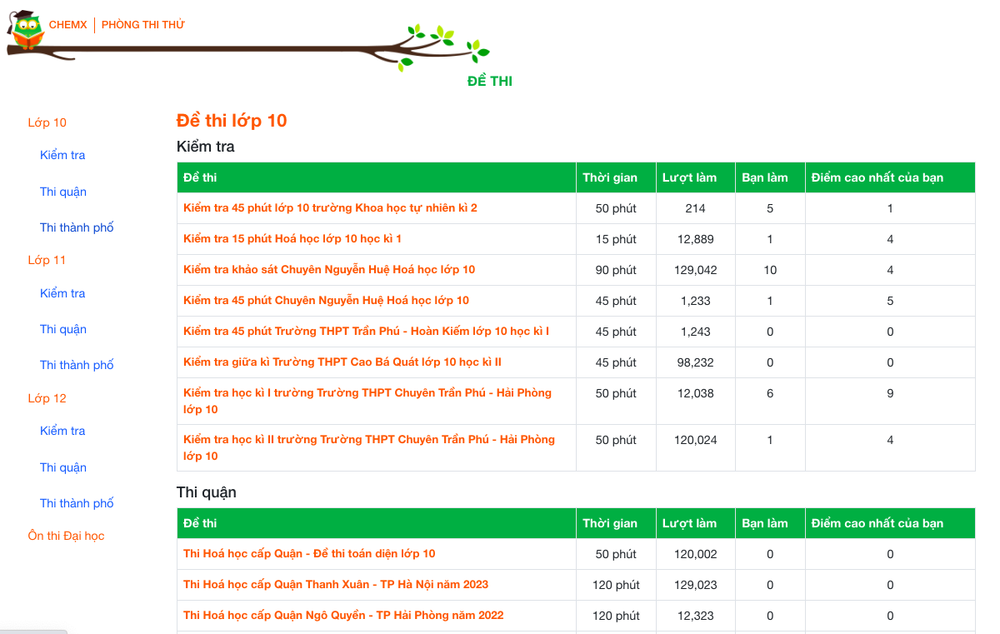 CHEMX PHÒNG THI THỬ
ĐỀ THI
Lớp 10
Kiểm tra
Thi quận
Thi thành phố
Lớp 11
Kiểm tra
Thi quận
Thi thành phố
Lớp 12
Kiểm tra
Thi quận
Thi thành phố
Ôn thi Đại học
Đề thi lớp 10
Kiểm tra
Đề thi Thời gian Lượt làm Bạn làm Điểm cao nhất của bạn
Kiểm tra 45 phút lớp 10 trường Khoa học tự nhiên kì 2 50 phút 214 5 1
Kiểm tra 15 phút Hoá học lớp 10 học kì 1 15 phút 12,889 1 4
Kiểm tra khảo sát Chuyên Nguyễn Huệ Hoá học lớp 10 90 phút 129,042 10 4
Kiểm tra 45 phút Chuyên Nguyễn Huệ Hoá học lớp 10 45 phút 1,233 1 5
Kiểm tra 45 phút Trường THPT Trần Phú - Hoàn Kiếm lớp 10 học kì I 45 phút 1,243 0 0
Kiểm tra giữa kì Trường THPT Cao Bá Quát lớp 10 học kì II 45 phút 98,232 0 0
Kiểm tra học kì I trường Trường THPT Chuyên Trần Phú - Hải Phòng 50 phút 12,038 6 9
lớp 10
Kiểm tra học kì II trường Trường THPT Chuyên Trần Phú - Hải Phòng 50 phút 120,024 1 4
lớp 10
Thi quận
Đề thi Thời gian Lượt làm Bạn làm Điểm cao nhất của bạn
Thi Hoá học cấp Quận - Đề thi toán diện lớp 10 50 phút 120,002 0 0
Thi Hoá học cấp Quận Thanh Xuân - TP Hà Nội năm 2023 120 phút 129,023 0 0
Thi Hoá học cấp Quận Ngô Quyền - TP Hải Phòng năm 2022 120 phút 12,323 0 0